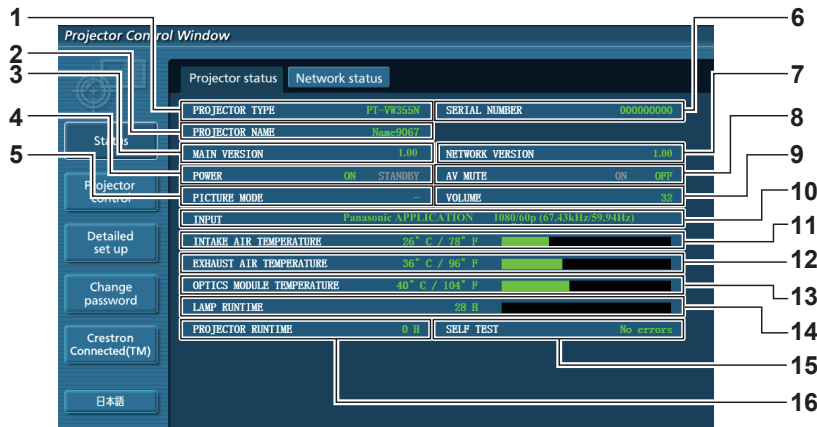 1
2
3
4
5
6
7
8
9
10
11
12
13
14
15
16
Projector Control Window
Projector status Network status
Status
Projector control
Detailed
set up
Change
password
Crestron
Connected(TM)
日本語
PROJECTOR TYPE PT-VW355N SERIAL NUMBER 000000000
PROJECTOR NAME Name9067
MAIN VERSION 1.00 NETWORK VERSION 1.00
POWER ON STANDBY AV MUTE ON OFF
PICTURE MODE - VOLUME 32
INPUT Panasonic APPLICATION 1080/60p (67.43kHz/59.94Hz)
INTAKE AIR TEMPERATURE 26° C / 78° F
EXHAUST AIR TEMPERATURE 36° C / 96° F
OPTICS MODULE TEMPERATURE 40° C / 104° F
LAMP RUNTIME 28 H
PROJECTOR RUNTIME 0 H SELF TEST No errors